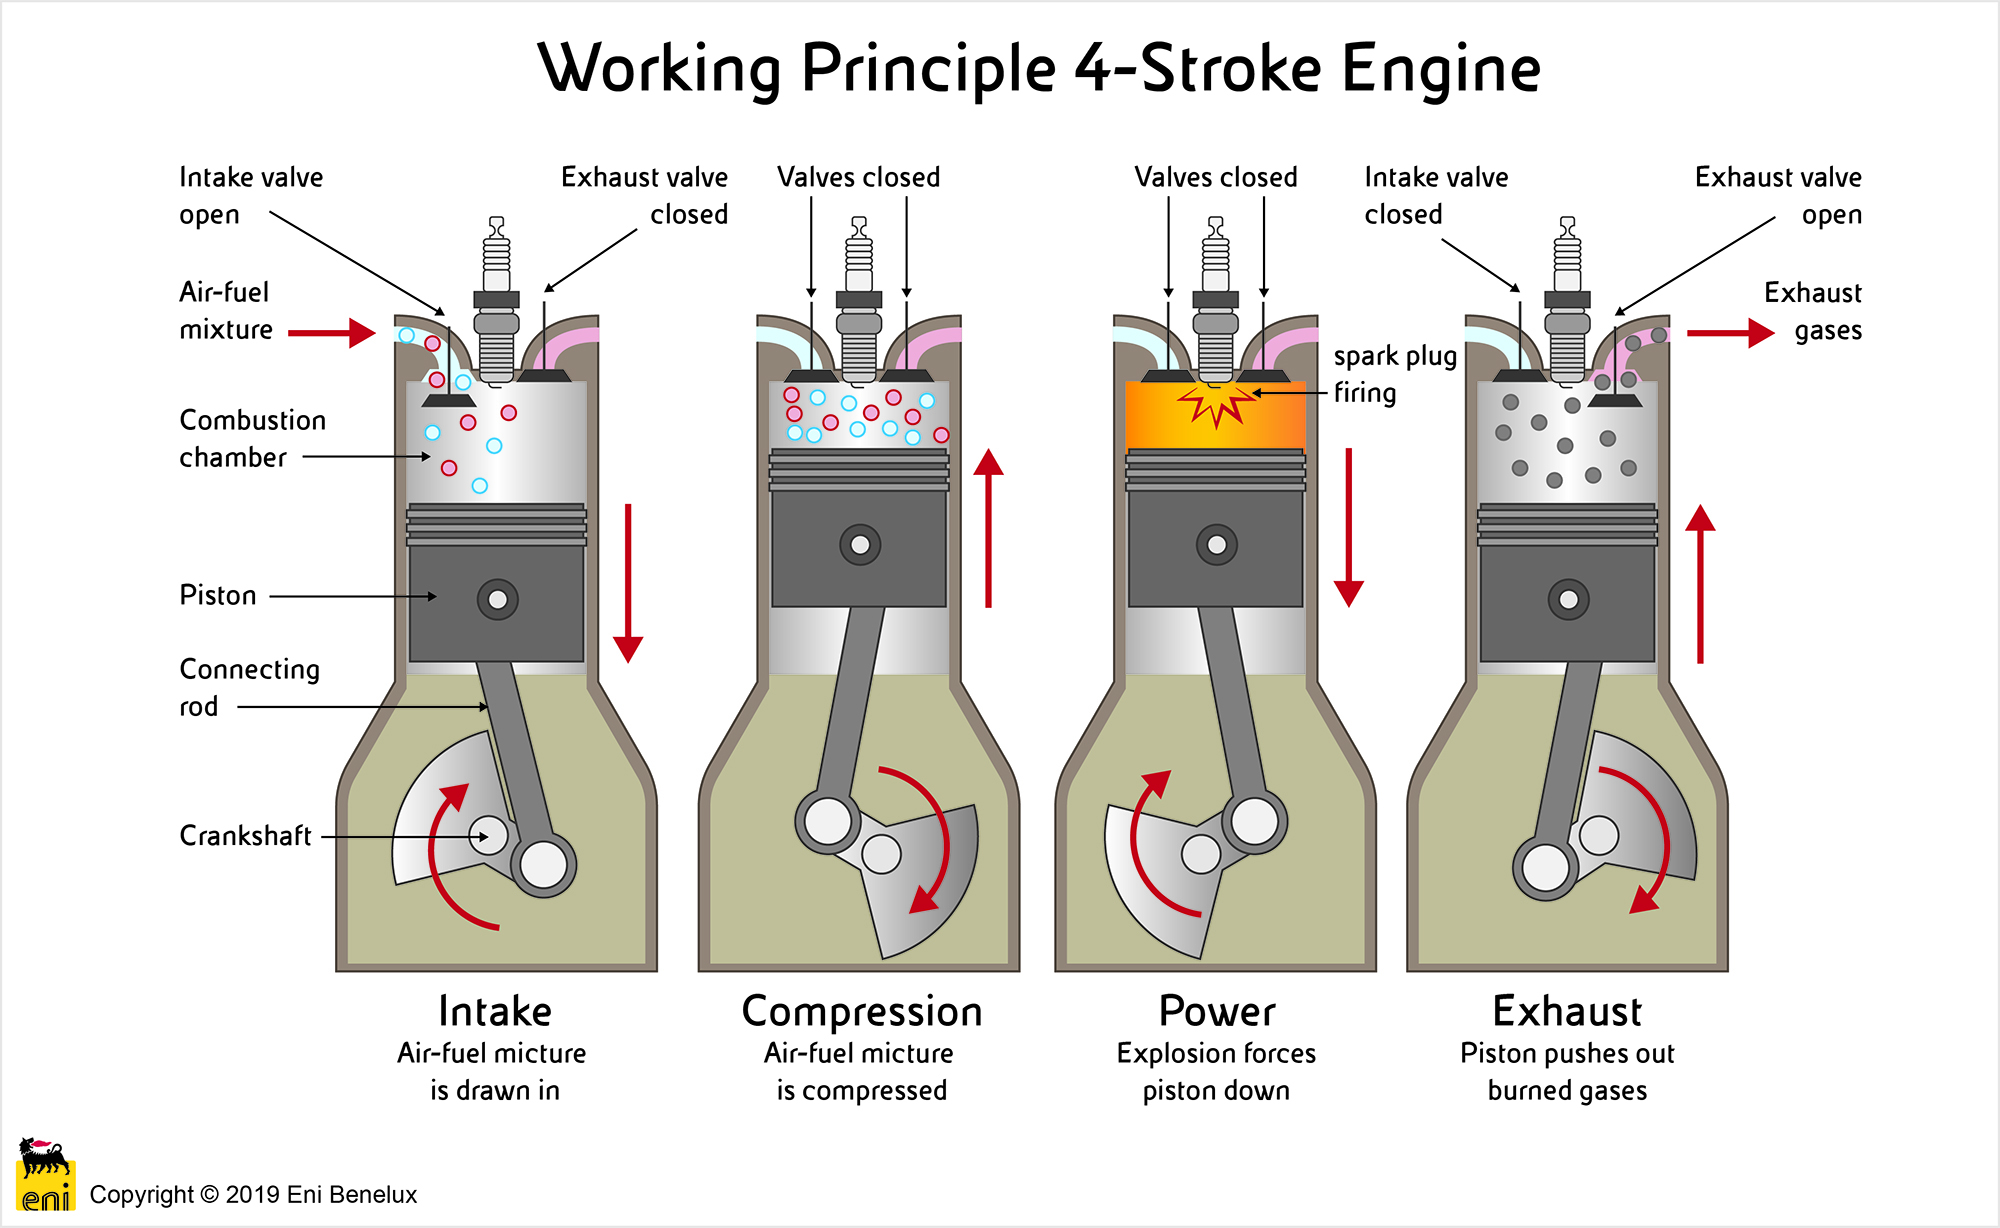 Working Principle 4-Stroke Engine
Intake valve
open
Exhaust valve
closed
Air-fuel
mixture
Combustion
chamber
Piston
Connecting
rod
Crankshaft
Valves closed
Valves closed
spark plug
firing
Intake valve
closed
Exhaust valve
open
Exhaust
gases
Intake
Air-fuel micture
is drawn in
Compression
Air-fuel micture
is compressed
Power
Explosion forces
piston down
Exhaust
Piston pushes out
burned gases
eni
Copyright © 2019 Eni Benelux